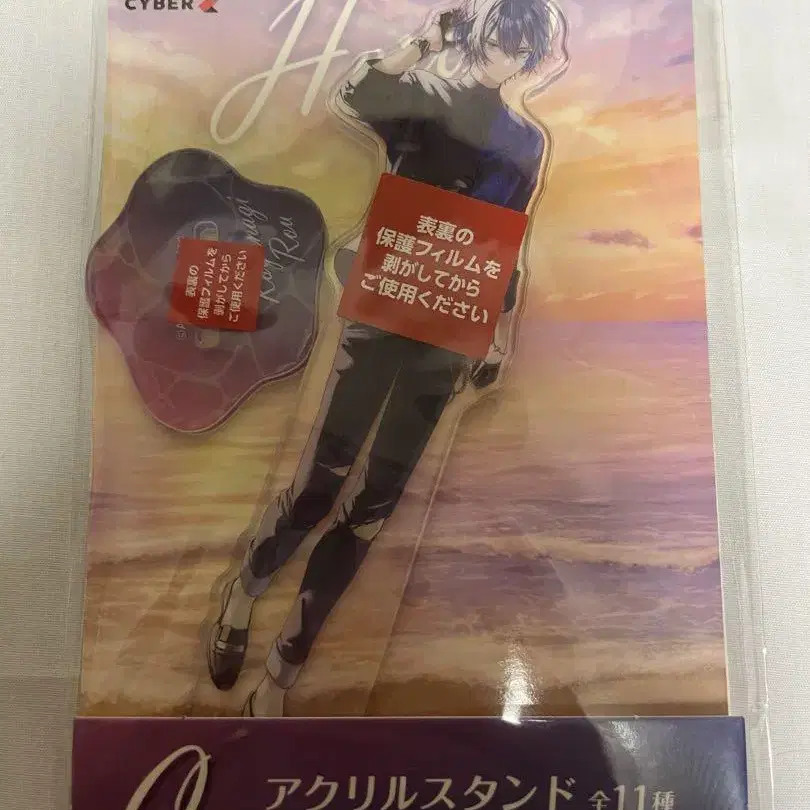 CYBER Z
表裏の
保護フィルムを
剥がしてから
ご使用ください
Rou
表裏の
保護フィルムを
剥がしてから
ご使用ください
アクリルスタンド 全11種